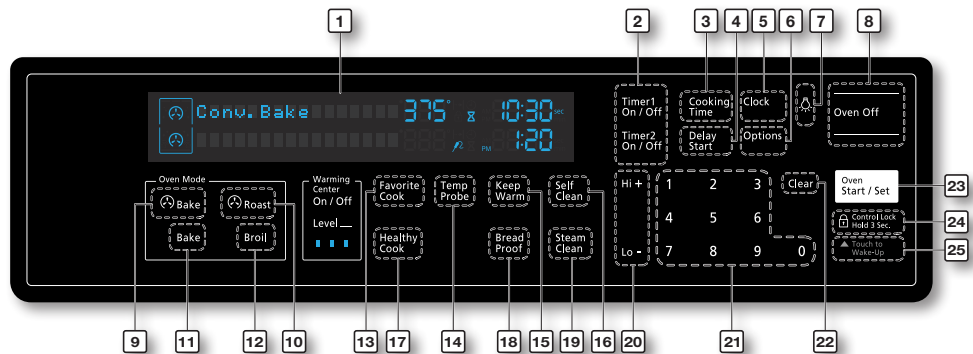 1
2
3
4
5
6
7
8
Conv. Bake 375° 10:30 sec
PM 1:20
Timer1
On / Off
Timer2
On / Off
Cooking
Time
Clock
Delay
Start
Options
Oven Off
Oven Mode
Bake
Roast
Bake
Broil
Warming
Center
On / Off
Level
Favorite
Cook
Temp
Probe
Keep
Warm
Self
Clean
Healthy
Cook
Bread
Proof
Steam
Clean
Hi +
Lo -
1 2 3
4 5 6
7 8 9 0
Clear
Oven
Start / Set
Control Lock
Hold 3 Sec.
Touch to
Wake-Up
23
24
25
9
11
12
10
13
17
14
18
15
19
16
20
21
22